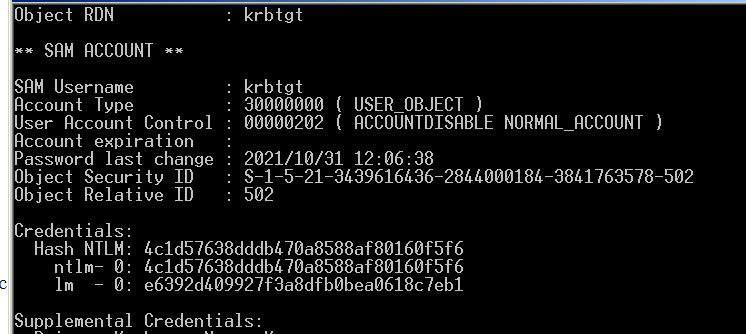 Object RDN : krbtgt
** SAM ACCOUNT **
SAM Username : krbtgt
Account Type : 30000000 ( USER_OBJECT )
User Account Control : 00000202 ( ACCOUNTDISABLE NORMAL_ACCOUNT )
Account expiration :
Password last change : 2021/10/31 12:06:38
Object Security ID : S-1-5-21-3439616436-2844000184-3841763578-502
Object Relative ID : 502
Credentials:
Hash NTLM: 4c1d57638dddb470a8588af80160f5f6
ntlm- 0: 4c1d57638dddb470a8588af80160f5f6
lm - 0: e6392d409927f3a8dfb0bea0618c7eb1
c
Supplemental Credentials: